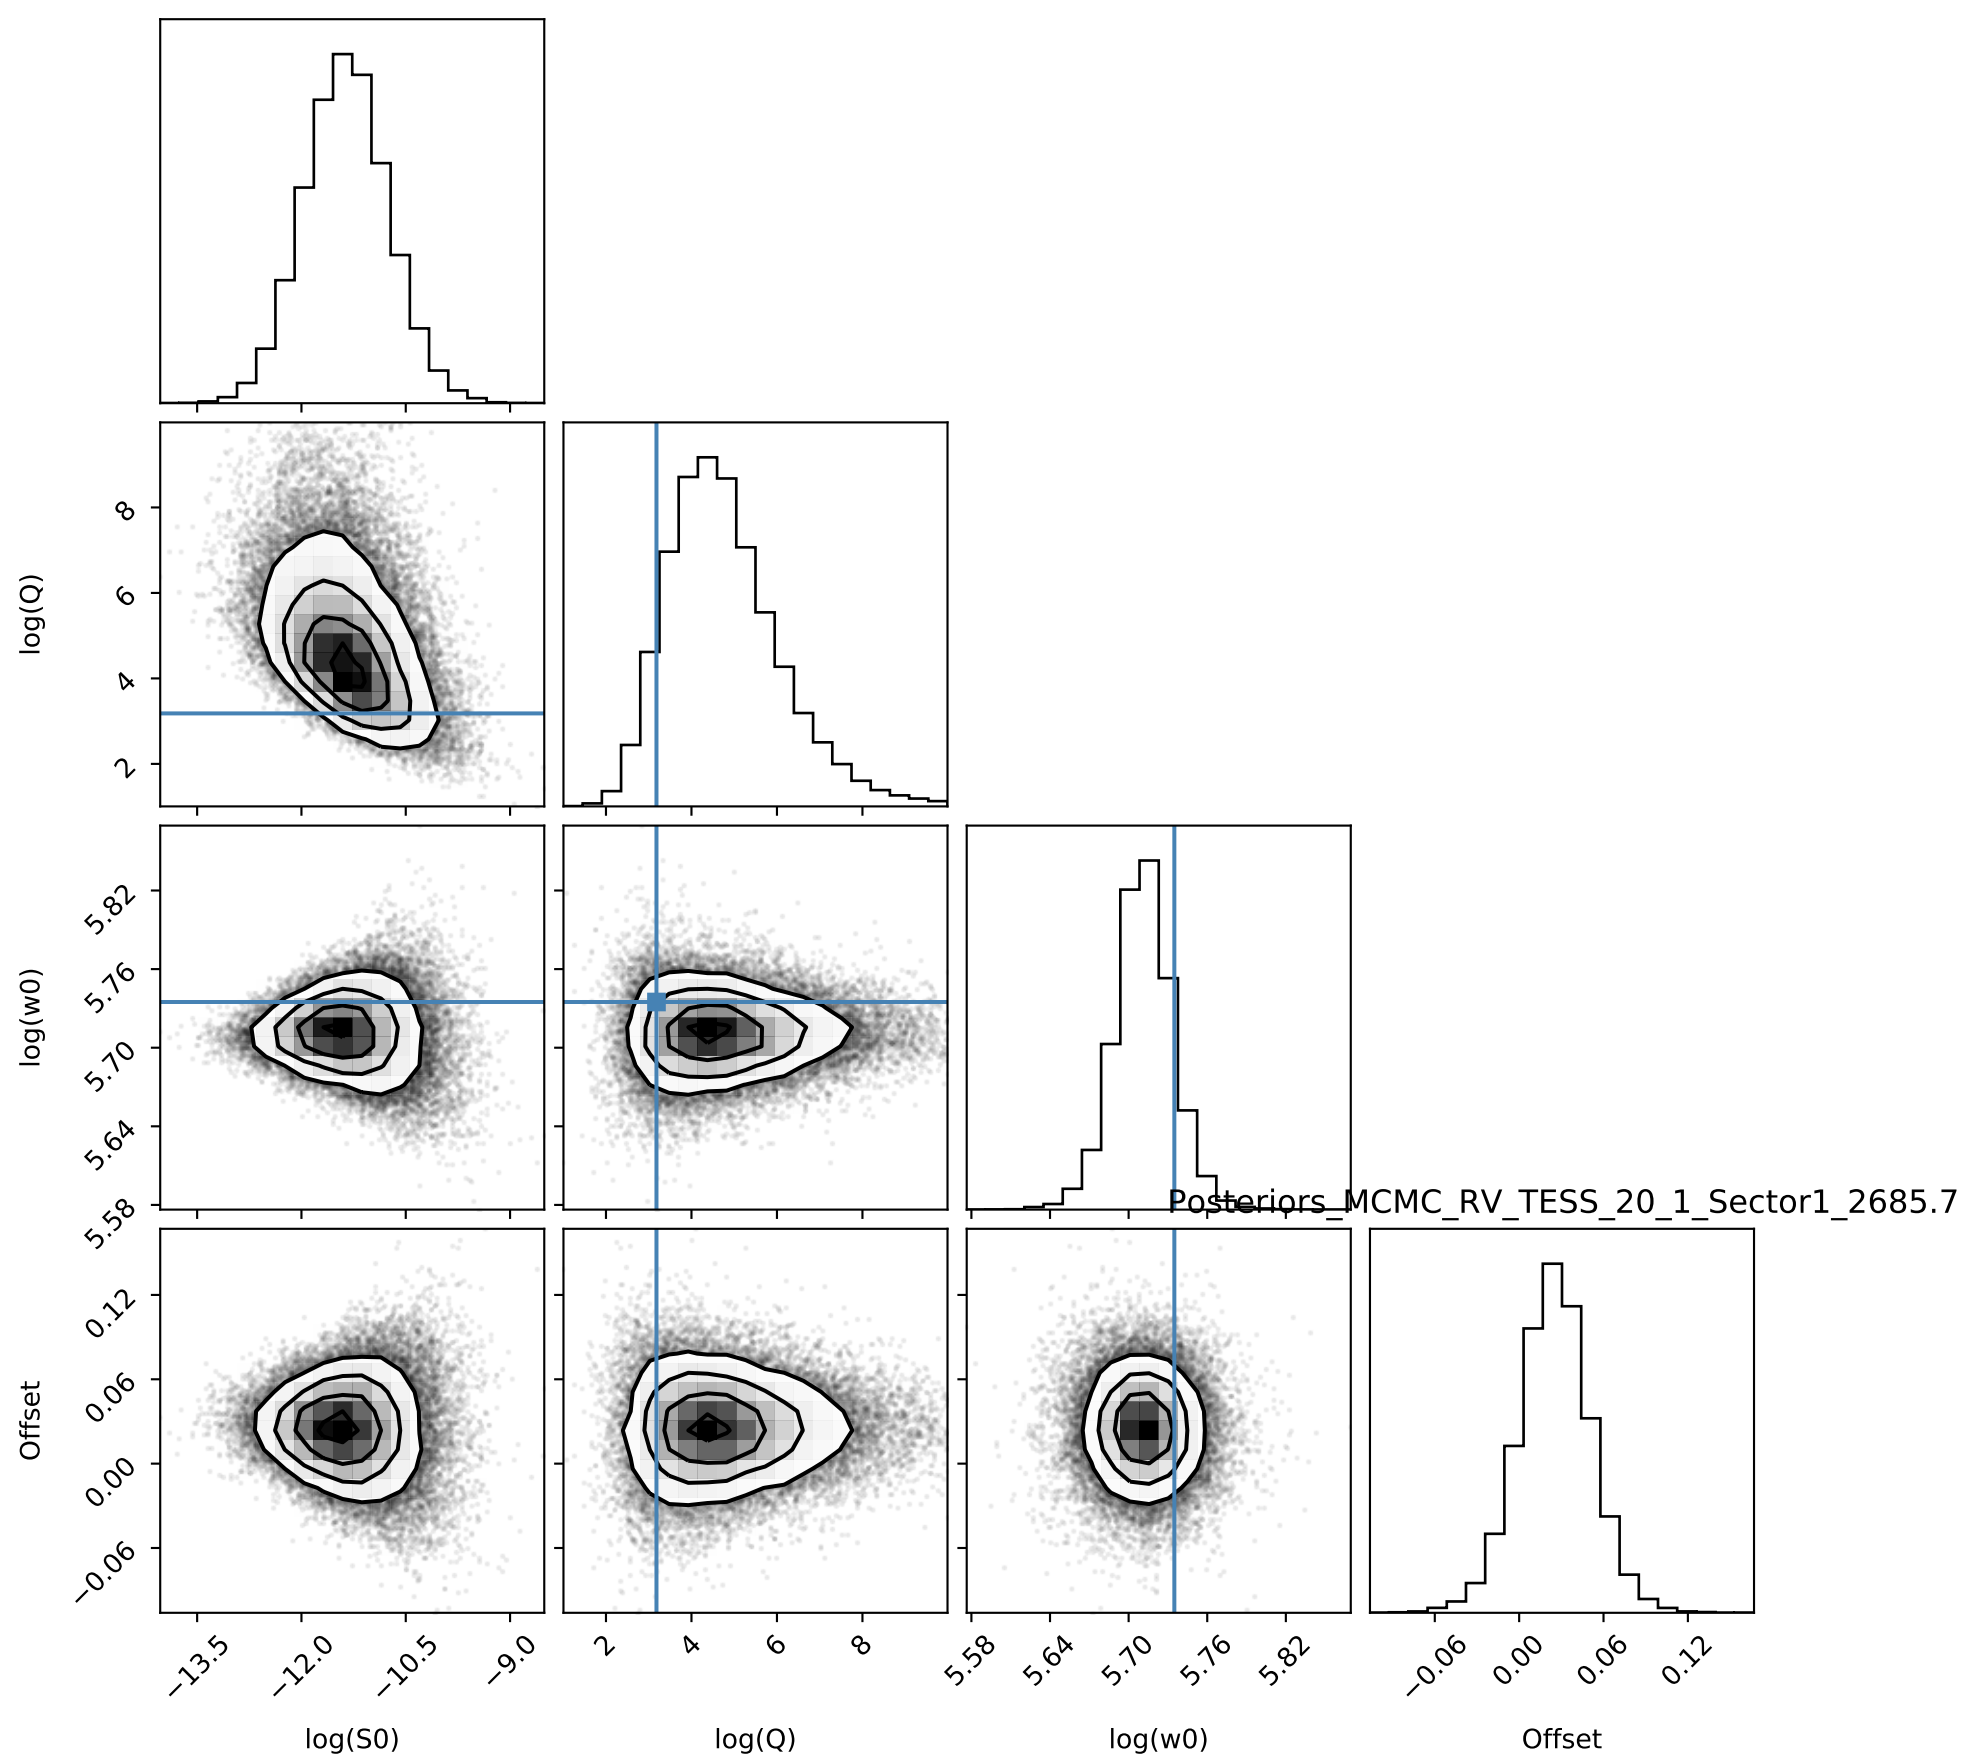 log(Q)
8
6
4
2
log(w0)
5.82
5.76
5.70
5.64
5.58
Posteriors_MCMC_RV_TESS_20_1_Sector1_2685.7
Offset
0.12
0.06
0.00
−0.06
−13.5 −12.0 −10.5 −9.0 2 4 6 8 5.58 5.64 5.70 5.76 5.82 −0.06 0.00 0.06 0.12
log(S0) log(Q) log(w0) Offset